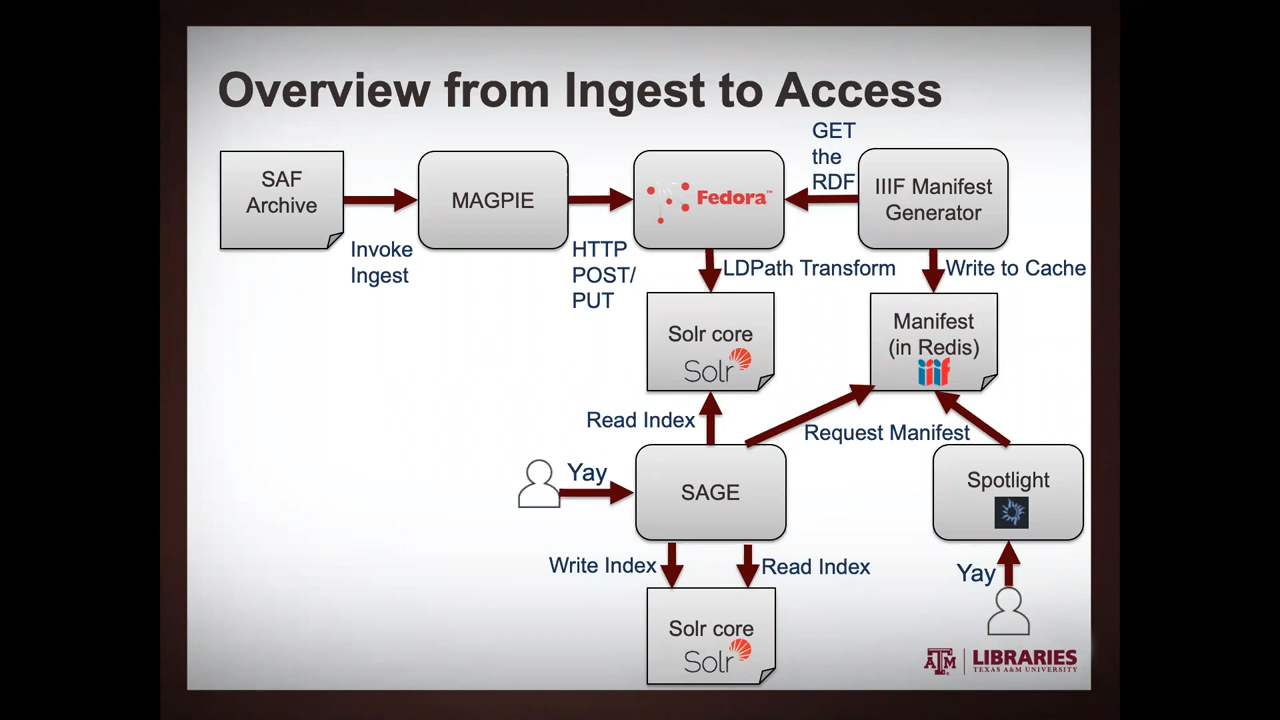 Overview from Ingest to Access
SAF
Archive
Invoke
Ingest
MAGPIE
HTTP
POST/
PUT
Fedora™
GET
the
RDF
IIIF Manifest
Generator
LDPath Transform
Write to Cache
Solr core
Solr
Manifest
(in Redis)
iiif
Read Index
Request Manifest
Yay
SAGE
Spotlight
Write Index
Read Index
Yay
Solr core
Solr
ATM
LIBRARIES
TEXAS A&M UNIVERSITY